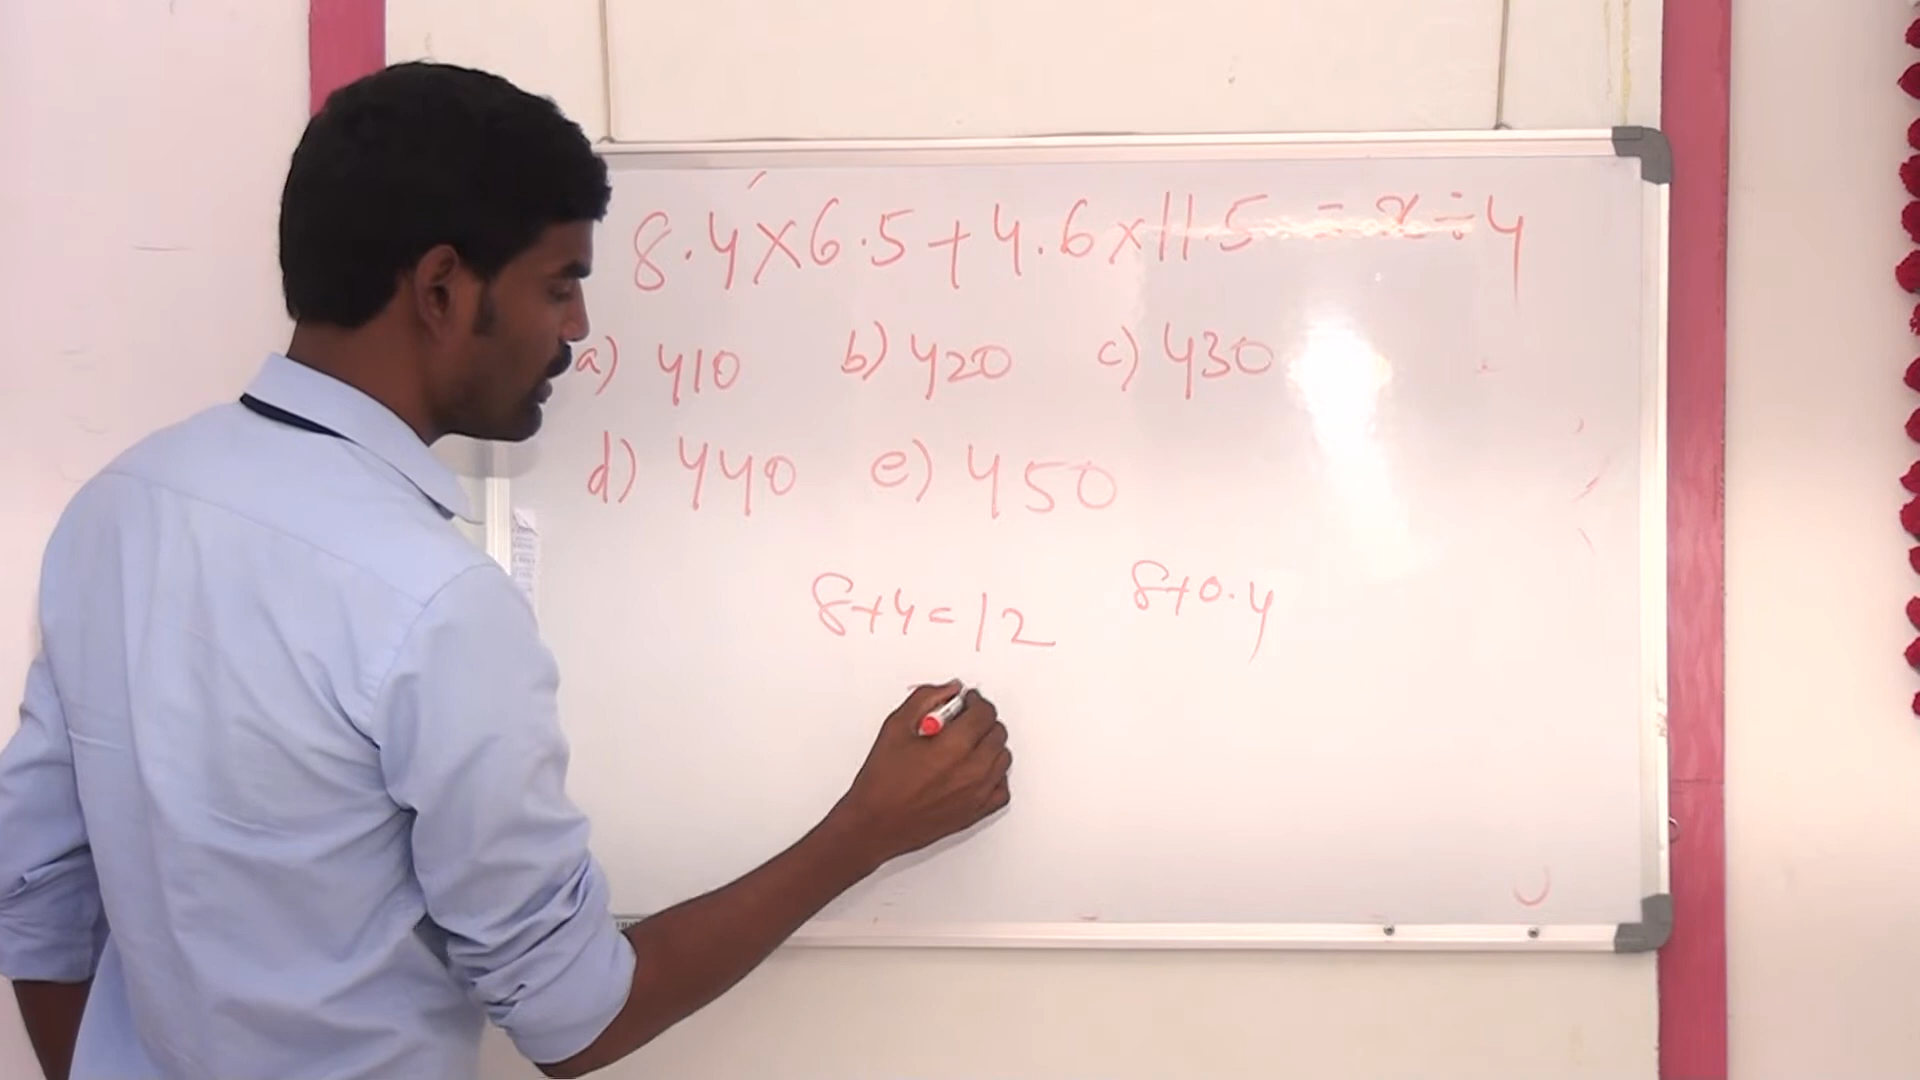 8.4×6.5+4.6×11.5 = x÷4
a) 410 b) 420 c) 430
d) 440 e) 450
8+4=12 8+0.4